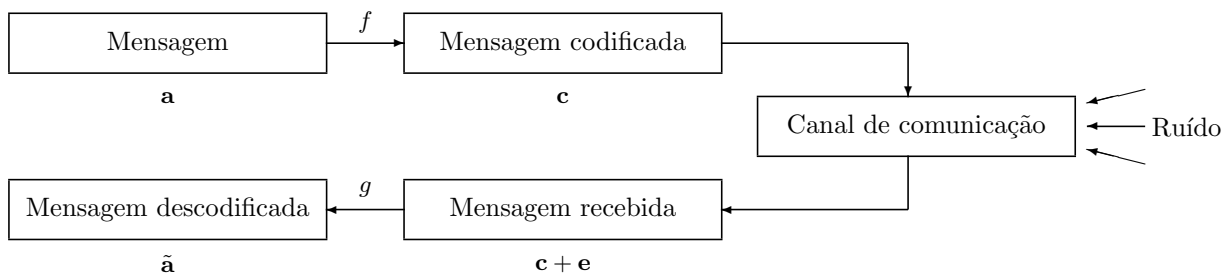 f
Mensagem
Mensagem codificada
a
c
Canal de comunicação
Ruído
g
Mensagem descodificada
Mensagem recebida
ã
c + e